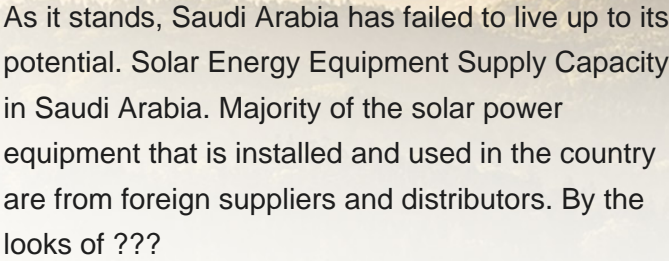 As it stands, Saudi Arabia has failed to live up to its
potential. Solar Energy Equipment Supply Capacity
in Saudi Arabia. Majority of the solar power
equipment that is installed and used in the country
are from foreign suppliers and distributors. By the
looks of ???